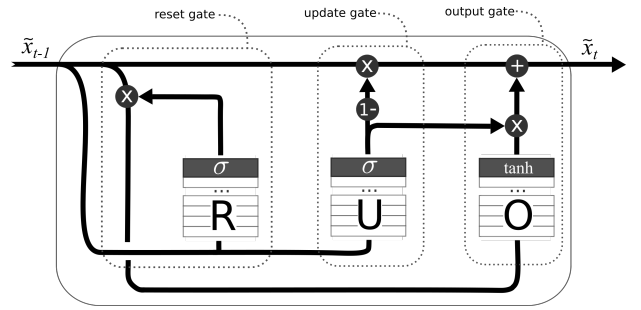 reset gate
update gate
output gate
x̃t-1
x̃t
x
x
+
1-
x
σ
σ
tanh
...
...
...
R
U
O